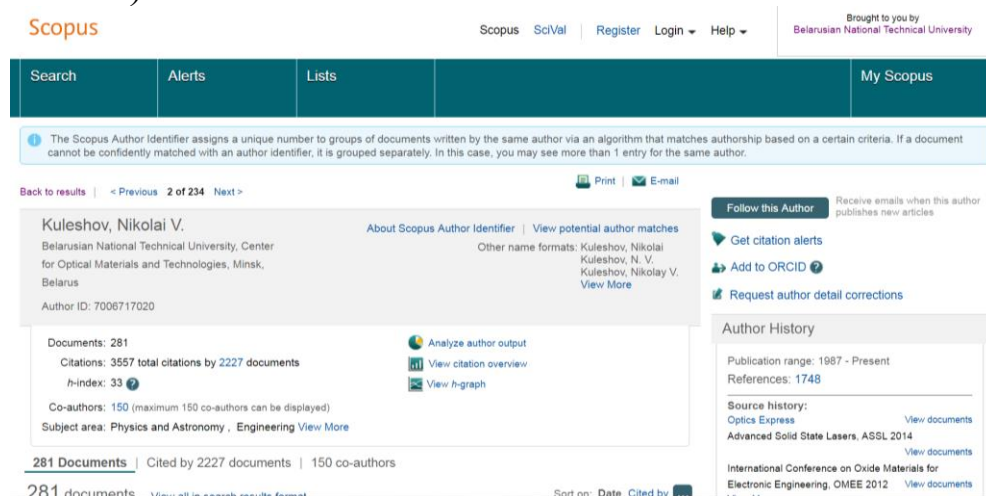 Scopus
Scopus SciVal Register Login Help
Brought to you by
Belarusian National Technical University
Search Alerts Lists My Scopus
The Scopus Author Identifier assigns a unique number to groups of documents written by the same author via an algorithm that matches authorship based on a certain criteria. If a document
cannot be confidently matched with an author identifier, it is grouped separately. In this case, you may see more than 1 entry for the same author.
Back to results | < Previous 2 of 234 Next >
Print | E-mail
Kuleshov, Nikolai V.
Belarusian National Technical University, Center
for Optical Materials and Technologies, Minsk,
Belarus
Author ID: 7006717020
About Scopus Author Identifier | View potential author matches
Other name formats: Kuleshov, Nikolai
Kuleshov, N. V.
Kuleshov, Nikolay V.
View More
Documents: 281
Citations: 3557 total citations by 2227 documents
h-index: 33
Co-authors: 150 (maximum 150 co-authors can be displayed)
Subject area: Physics and Astronomy , Engineering View More
Analyze author output
View citation overview
View h-graph
281 Documents | Cited by 2227 documents | 150 co-authors
281 documents View all in search results format
Sort on: Date Cited by ...
Follow this Author
Receive emails when this author
publishes new articles
Get citation alerts
Add to ORCID
Request author detail corrections
Author History
Publication range: 1987 - Present
References: 1748
Source history:
Optics Express View documents
Advanced Solid State Lasers, ASSL 2014
View documents
International Conference on Oxide Materials for
Electronic Engineering, OMEE 2012 View documents